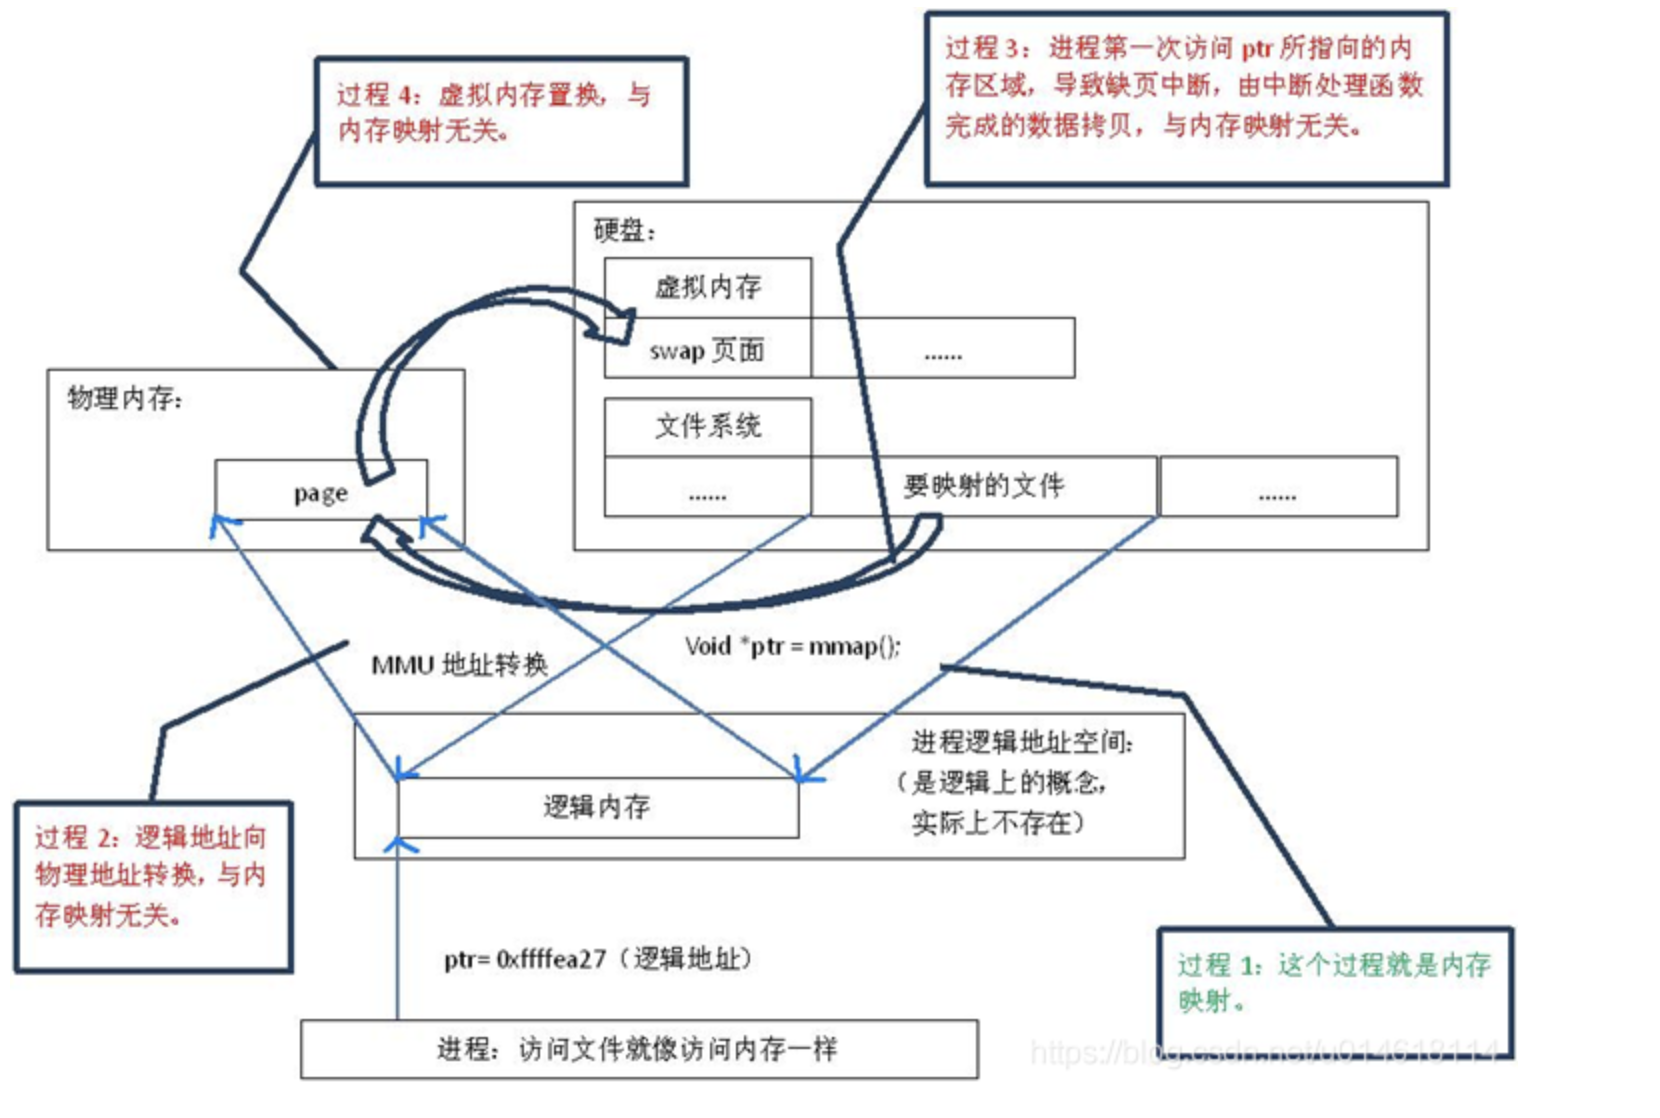 过程 4：虚拟内存置换，与
内存映射无关。
过程 3：进程第一次访问 ptr 所指向的内
存区域，导致缺页中断，由中断处理函数
完成的数据拷贝，与内存映射无关。
硬盘：
虚拟内存
swap 页面
......
物理内存：
page
文件系统
......
要映射的文件
......
MMU 地址转换
Void *ptr = mmap();
进程逻辑地址空间：
（是逻辑上的概念，
实际上不存在）
逻辑内存
过程 2：逻辑地址向
物理地址转换，与内
存映射无关。
ptr= 0xffffea27（逻辑地址）
过程 1：这个过程就是内存
映射。
进程：访问文件就像访问内存一样
https://blog.csdn.net/u014618114